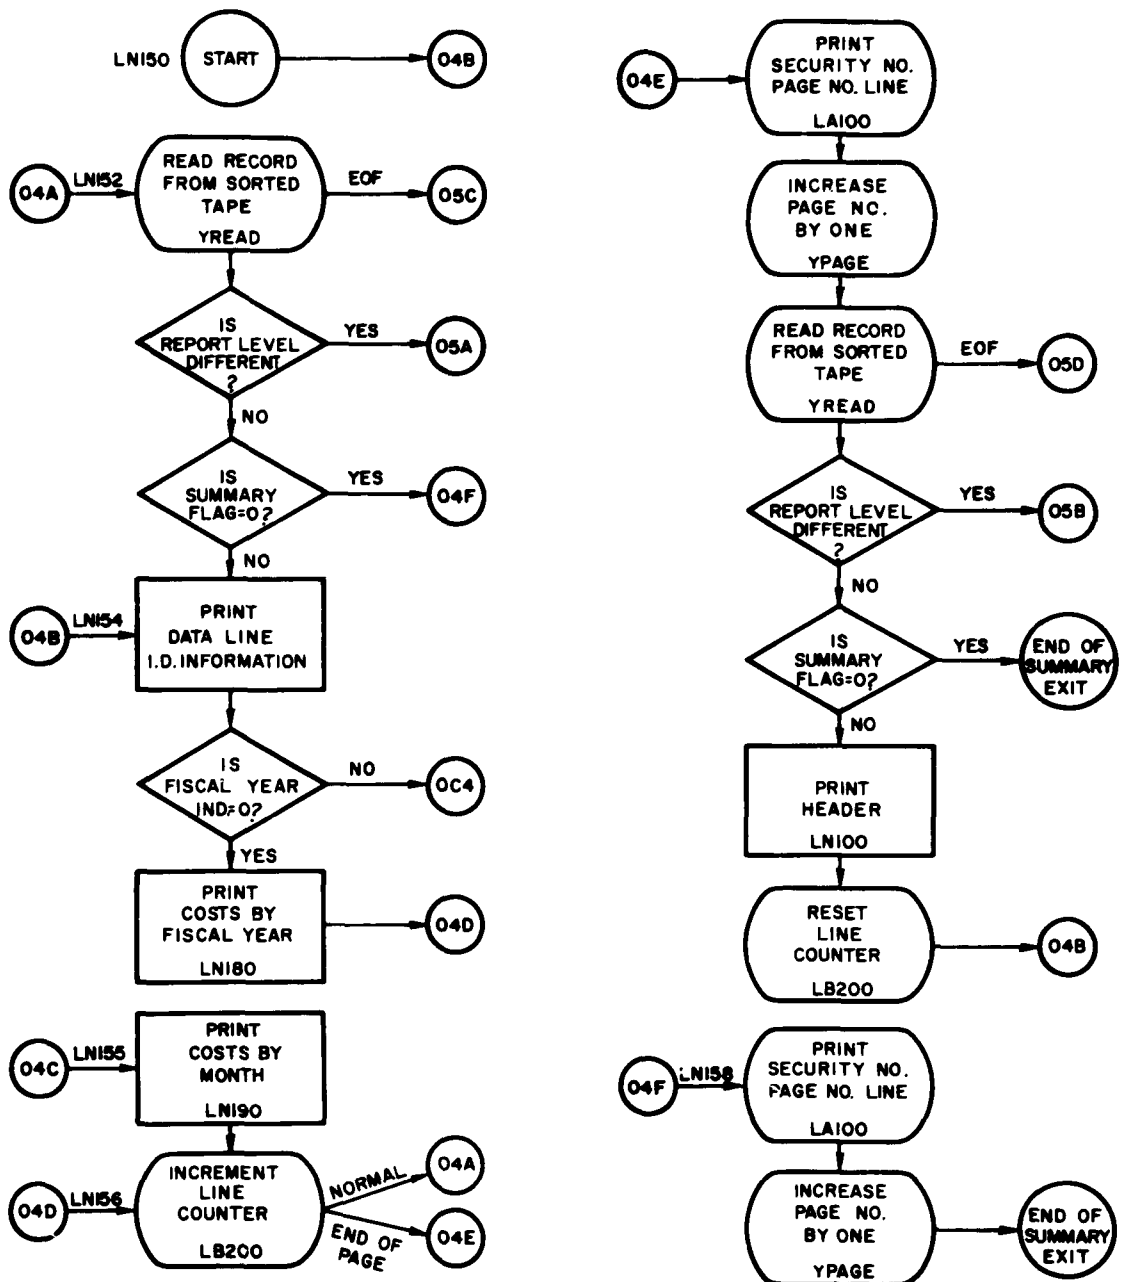 LN150
START
04B
04A
LN152
READ RECORD
FROM SORTED
TAPE
YREAD
EOF
05C
IS
REPORT LEVEL
DIFFERENT
?
YES
05A
NO
IS
SUMMARY
FLAG=0?
YES
04F
NO
04B
LN154
PRINT
DATA LINE
I.D. INFORMATION
IS
FISCAL YEAR
IND=0?
NO
0C4
YES
PRINT
COSTS BY
FISCAL YEAR
LN180
04D
04C
LN155
PRINT
COSTS BY
MONTH
LN190
04D
LN156
INCREMENT
LINE
COUNTER
LB200
NORMAL
04A
END OF
PAGE
04E
04E
PRINT
SECURITY NO.
PAGE NO. LINE
LA100
INCREASE
PAGE NO.
BY ONE
YPAGE
READ RECORD
FROM SORTED
TAPE
YREAD
EOF
05D
IS
REPORT LEVEL
DIFFERENT
?
YES
05B
NO
IS
SUMMARY
FLAG=0?
YES
END OF
SUMMARY
EXIT
NO
PRINT
HEADER
LN100
RESET
LINE
COUNTER
LB200
04B
04F
LN158
PRINT
SECURITY NO.
PAGE NO. LINE
LA100
INCREASE
PAGE NO.
BY ONE
YPAGE
END OF
SUMMARY
EXIT